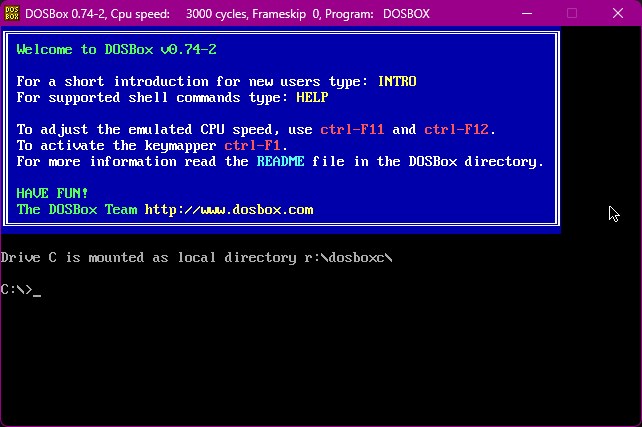 DOS BOX
DOSBox 0.74-2, Cpu speed: 3000 cycles, Frameskip 0, Program: DOSBOX
Welcome to DOSBox v0.74-2
For a short introduction for new users type: INTRO
For supported shell commands type: HELP
To adjust the emulated CPU speed, use ctrl-F11 and ctrl-F12.
To activate the keymapper ctrl-F1.
For more information read the README file in the DOSBox directory.
HAVE FUN!
The DOSBox Team http://www.dosbox.com
Drive C is mounted as local directory r:\dosboxc\
C:\>_